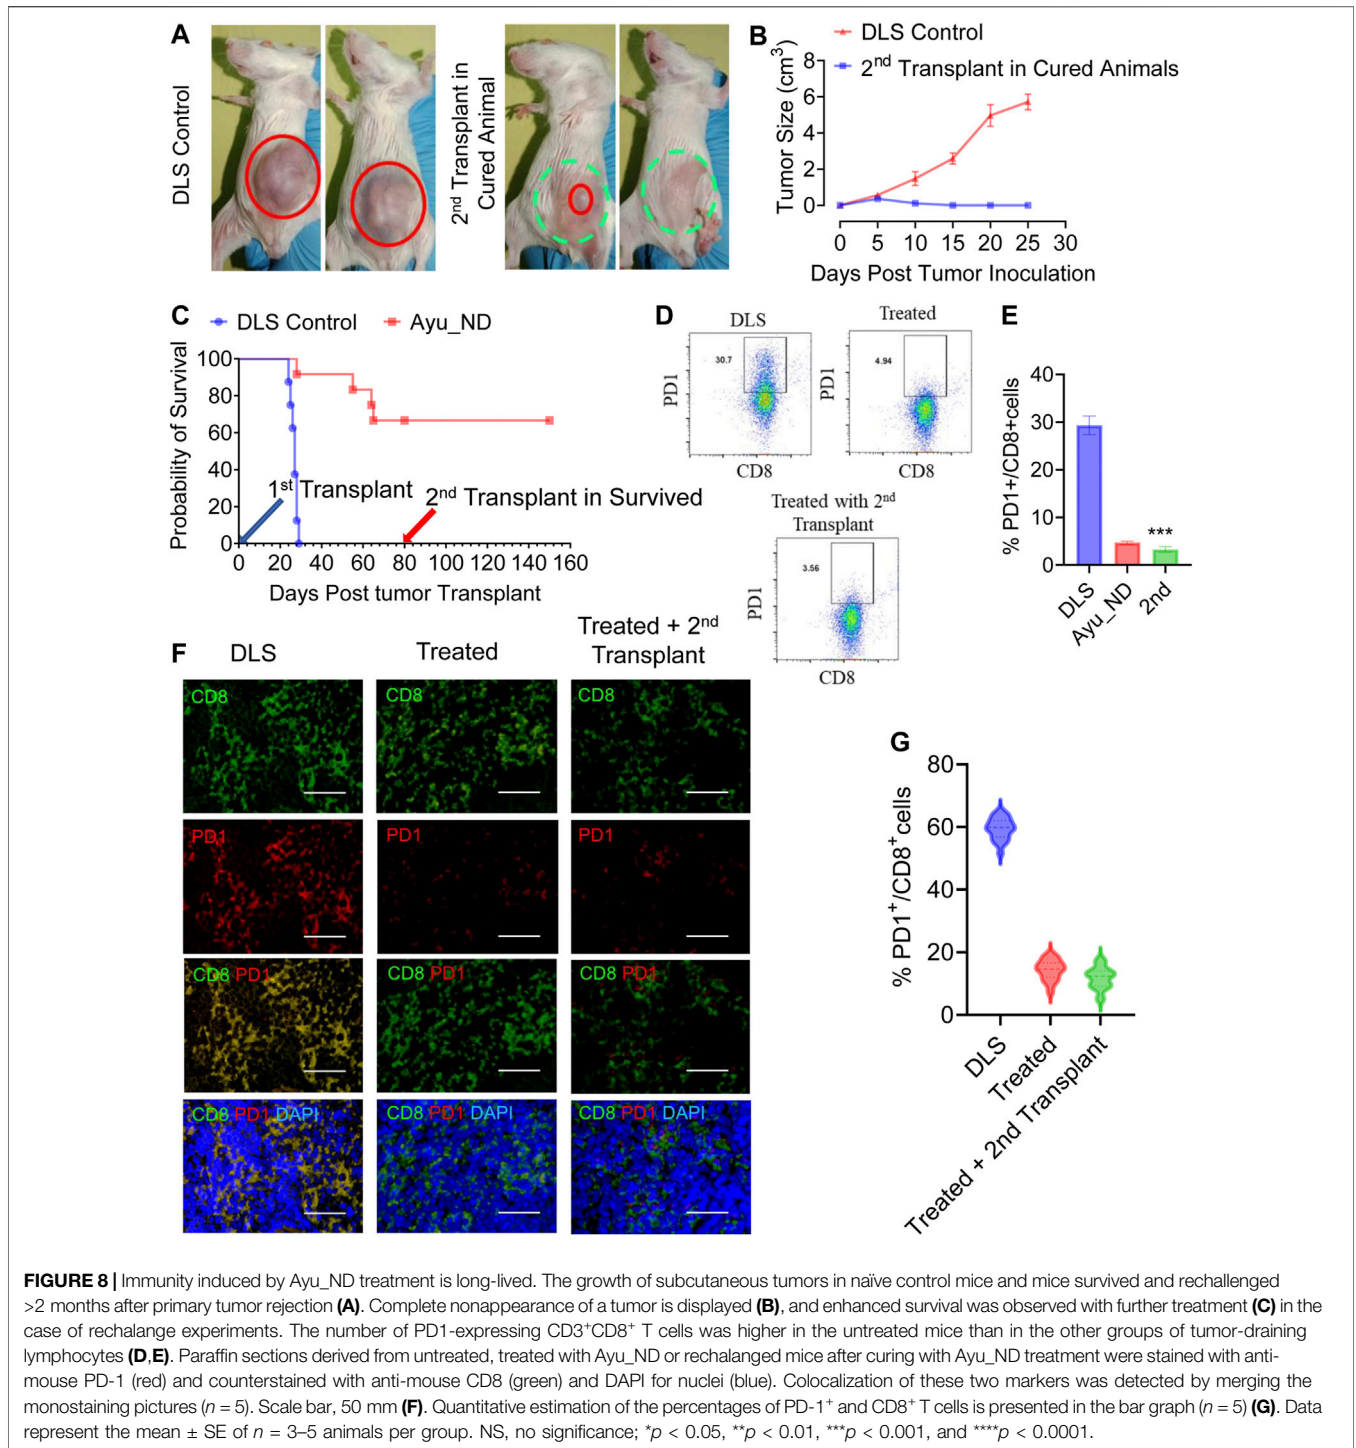 A
DLS Control
2nd Transplant in
Cured Animal
B
DLS Control
2nd Transplant in Cured Animals
Tumor Size (cm3)
8
6
4
2
0
0 5 10 15 20 25 30
Days Post Tumor Inoculation
C
DLS Control
Ayu_ND
Probability of Survival
100
80
60
40
20
0
1st Transplant
2nd Transplant in Survived
0 20 40 60 80 100 120 140 160
Days Post tumor Transplant
D
DLS
30.7
PD1
CD8
Treated
4.94
PD1
CD8
Treated with 2nd
Transplant
3.56
PD1
CD8
E
% PD1+/CD8+cells
40
30
20
10
0
***
DLS
Ayu_ND
2nd
F
DLS
Treated
Treated + 2nd
Transplant
CD8
CD8
CD8
PD1
PD1
PD1
CD8 PD1
CD8 PD1
CD8 PD1
CD8 PD1 DAPI
CD8 PD1 DAPI
CD8 PD1 DAPI
G
% PD1+/CD8+ cells
80
60
40
20
0
DLS
Treated
Treated + 2nd Transplant
FIGURE 8 | Immunity induced by Ayu_ND treatment is long-lived. The growth of subcutaneous tumors in naïve control mice and mice survived and rechallenged
>2 months after primary tumor rejection (A). Complete nonappearance of a tumor is displayed (B), and enhanced survival was observed with further treatment (C) in the
case of rechalange experiments. The number of PD1-expressing CD3+CD8+ T cells was higher in the untreated mice than in the other groups of tumor-draining
lymphocytes (D,E). Paraffin sections derived from untreated, treated with Ayu_ND or rechalanged mice after curing with Ayu_ND treatment were stained with anti-
mouse PD-1 (red) and counterstained with anti-mouse CD8 (green) and DAPI for nuclei (blue). Colocalization of these two markers was detected by merging the
monostaining pictures (n = 5). Scale bar, 50 mm (F). Quantitative estimation of the percentages of PD-1+ and CD8+ T cells is presented in the bar graph (n = 5) (G). Data
represent the mean ± SE of n = 3–5 animals per group. NS, no significance; *p < 0.05, **p < 0.01, ***p < 0.001, and ****p < 0.0001.